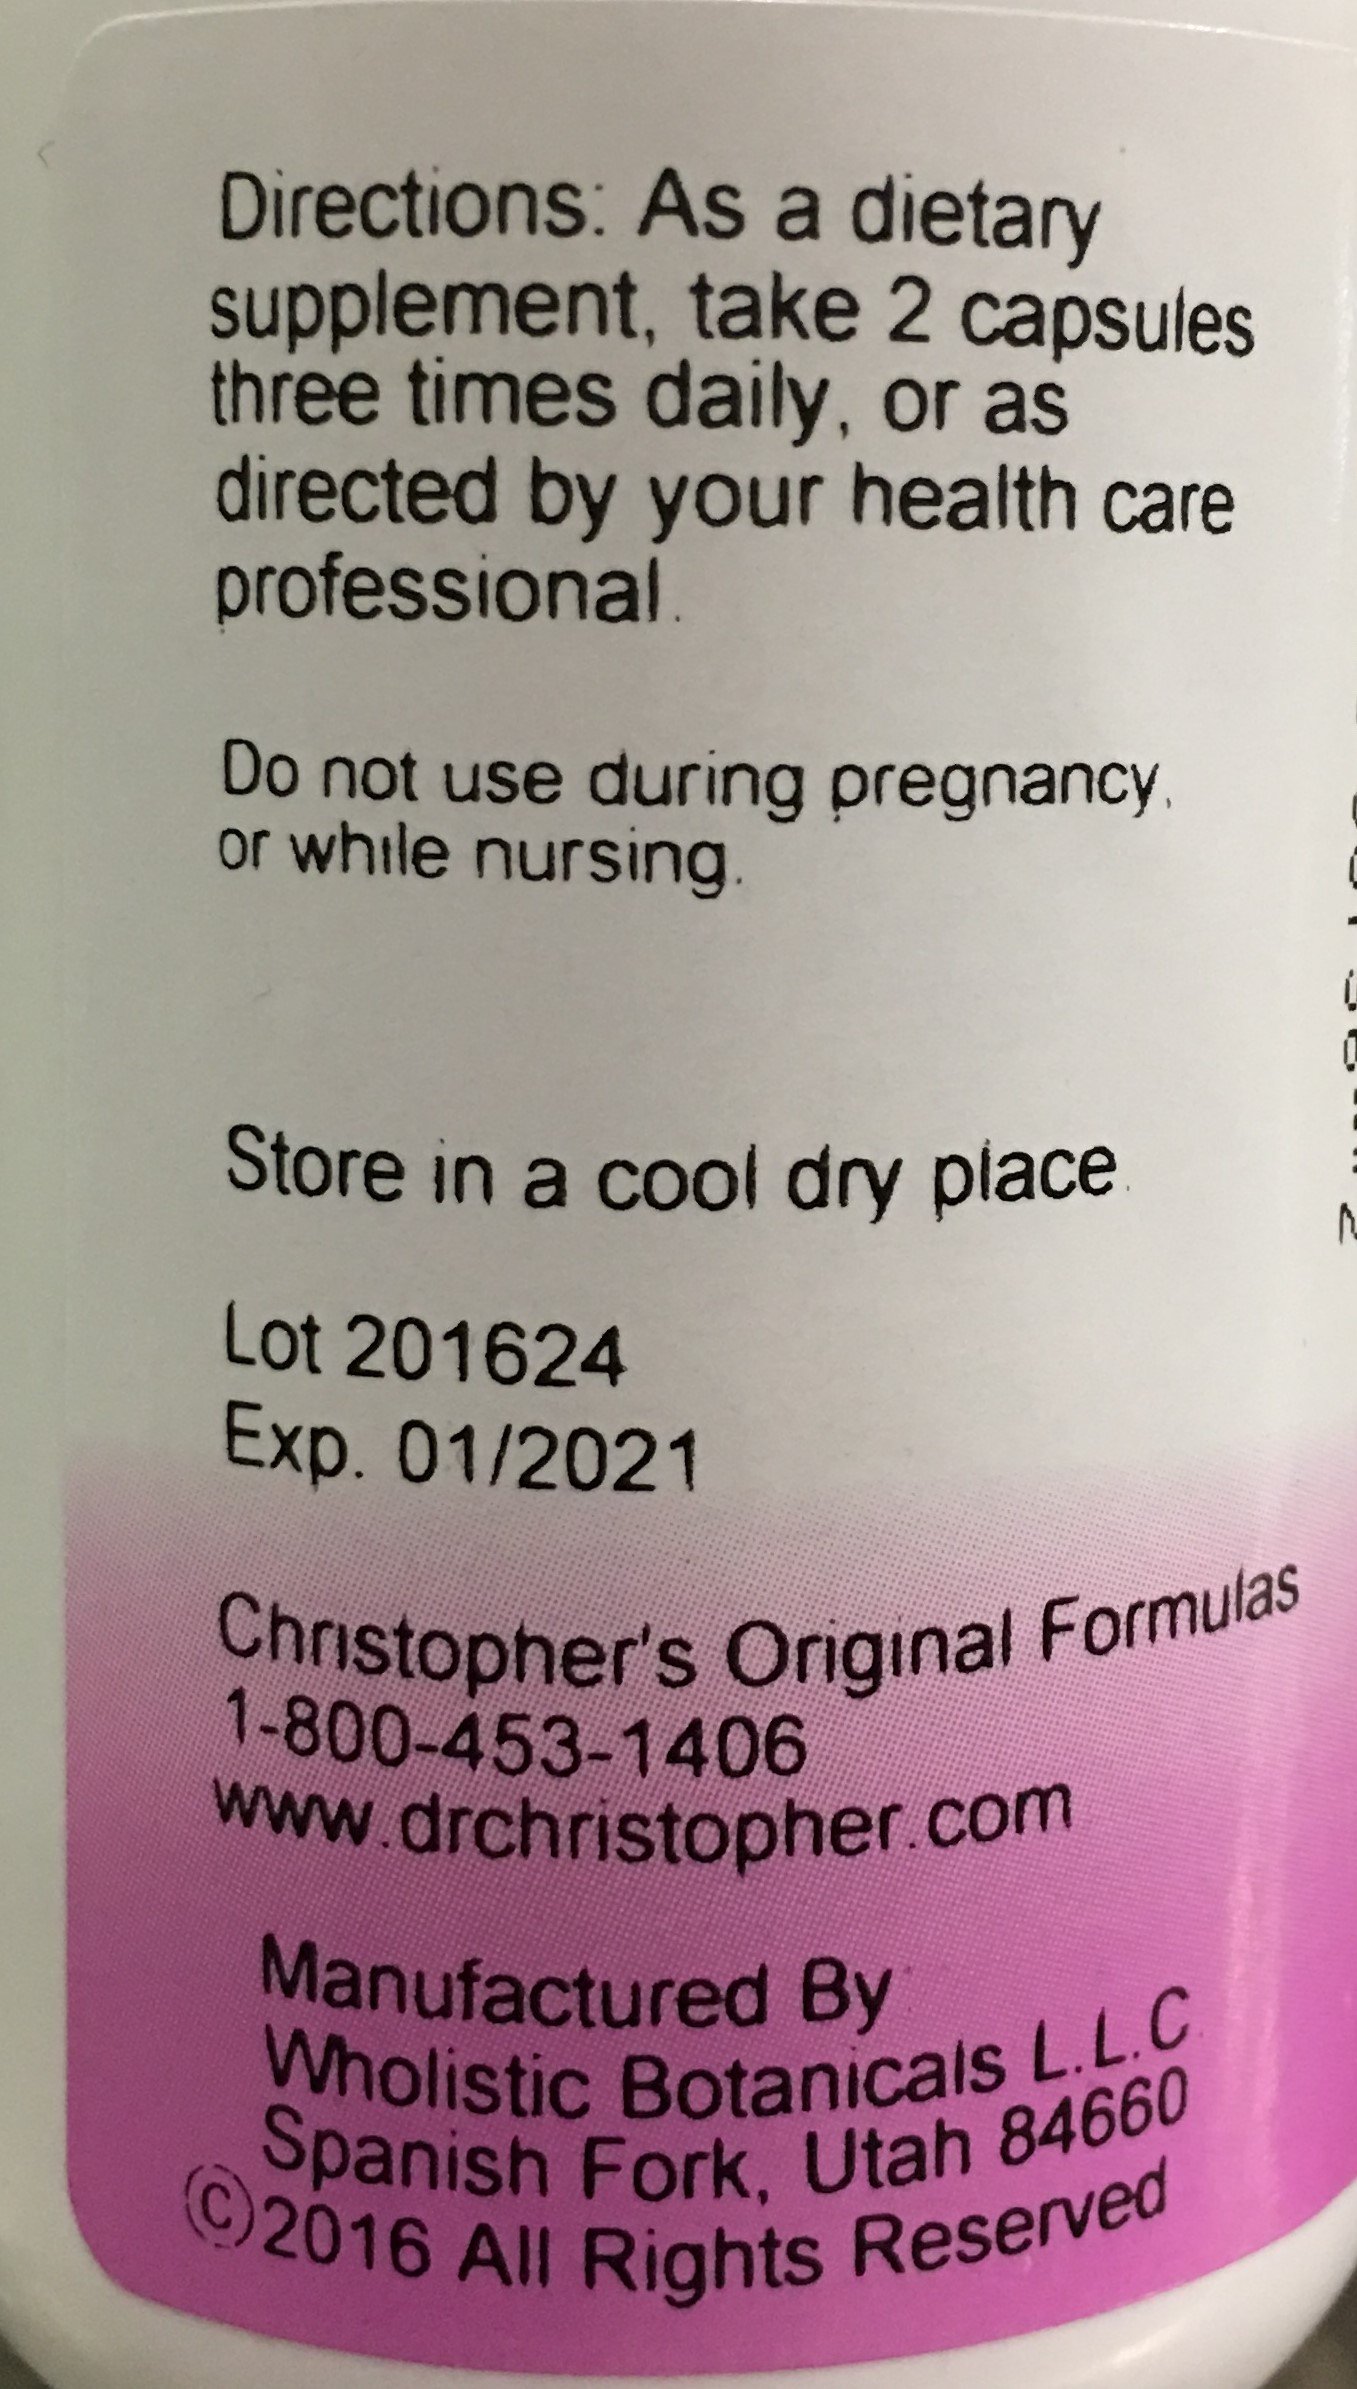 Directions: As a dietary
supplement, take 2 capsules
three times daily, or as
directed by your health care
professional.
Do not use during pregnancy,
or while nursing.
Store in a cool dry place.
Lot 201624
Exp. 01/2021
Christopher's Original Formulas
1-800-453-1406
www.drchristopher.com
Manufactured By
Wholistic Botanicals L.L.C.
Spanish Fork, Utah 84660
©2016 All Rights Reserved